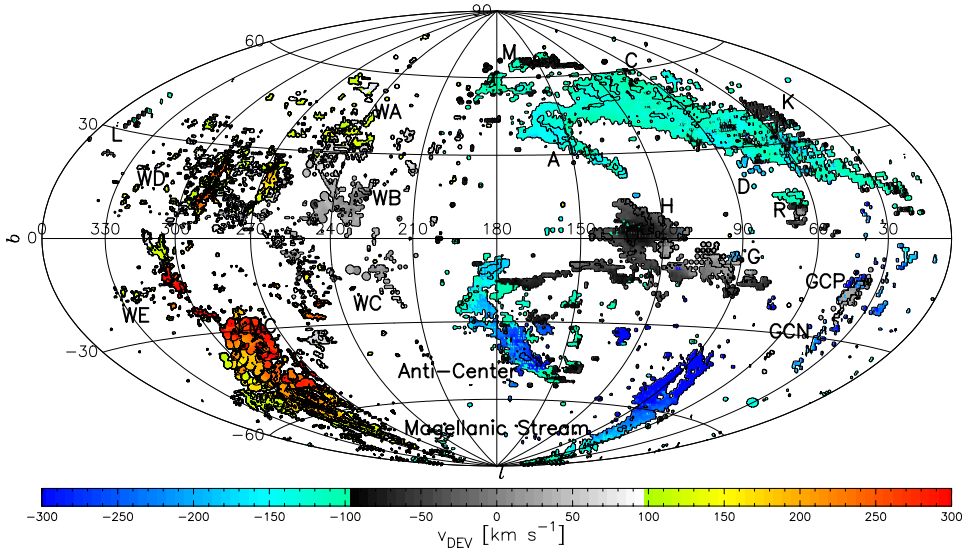 90
60
M
C
K
WA
30
L
A
WD
D
WB
R
H
b
0
0
330
300
240
210
180
150
120
90
60
30
G
GCP
WC
WE
C
GCN
−30
Anti−Center
Magellanic Stream
−60
l
−300 −250 −200 −150 −100 −50 0 50 100 150 200 250 300
v_DEV [km s⁻¹]